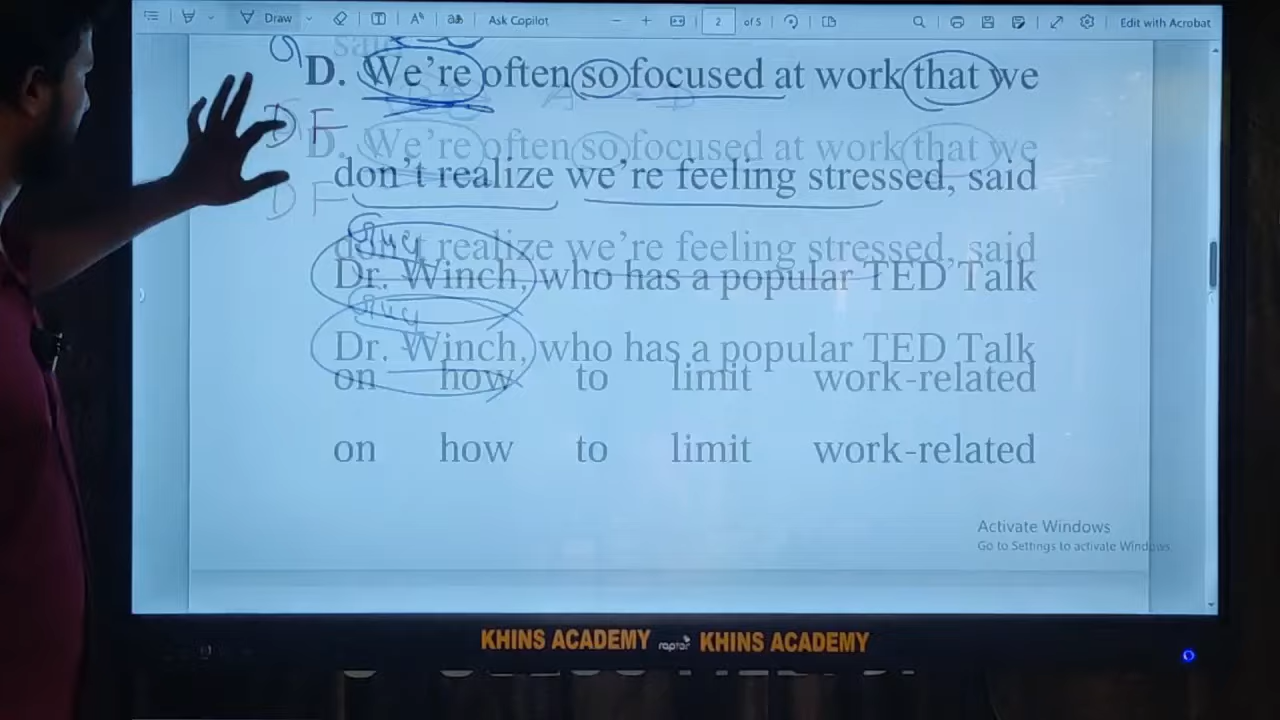 Draw
Ask Copilot
2 of 5
Edit with Acrobat
said
D. We're often so focused at work that we
D F
D. We're often so focused at work that we
don't realize we're feeling stressed, said
D F
don't realize we're feeling stressed, said
Dr. Winch, who has a popular TED Talk
Dr. Winch, who has a popular TED Talk
on how to limit work-related
on how to limit work-related
Activate Windows
Go to Settings to activate Windows
KHINS ACADEMY raptor KHINS ACADEMY